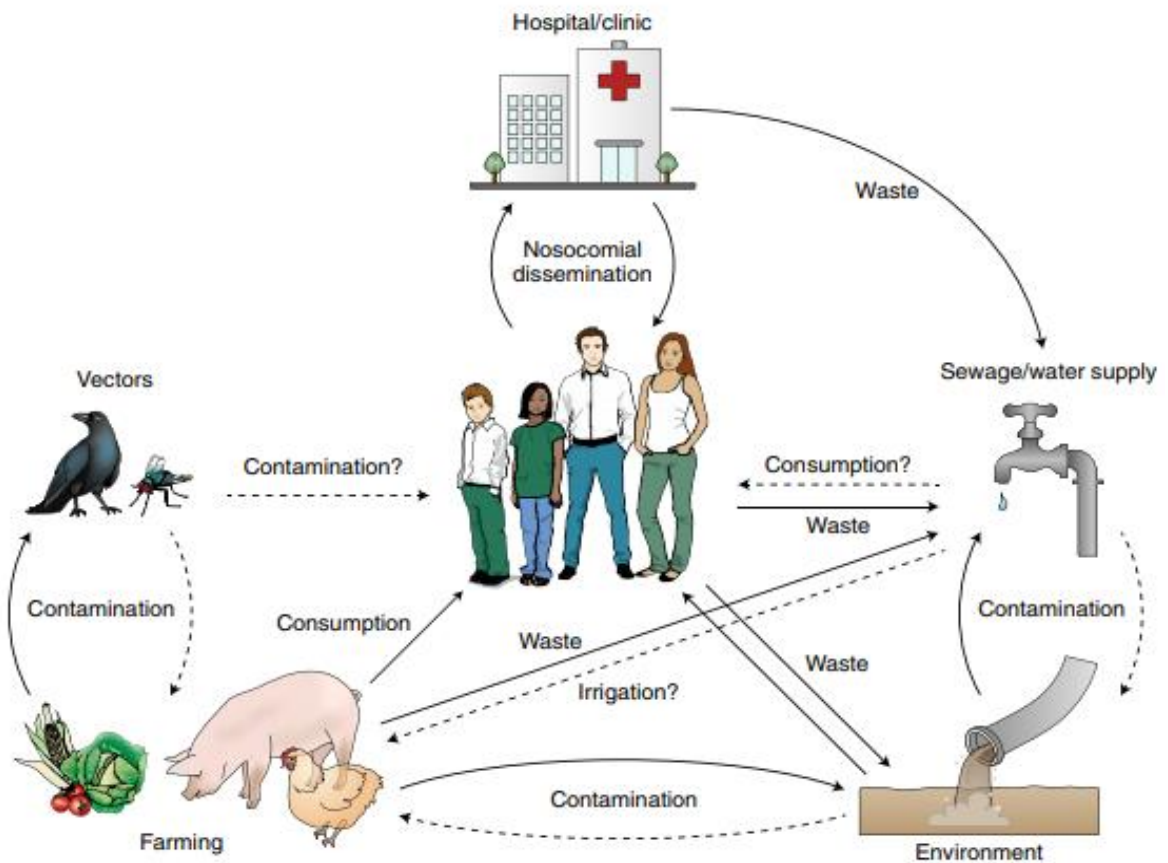 Hospital/clinic
Waste
Nosocomial
dissemination
Vectors
Sewage/water supply
Contamination?
Consumption?
Waste
Contamination
Consumption
Waste
Contamination
Waste
Irrigation?
Contamination
Farming
Environment